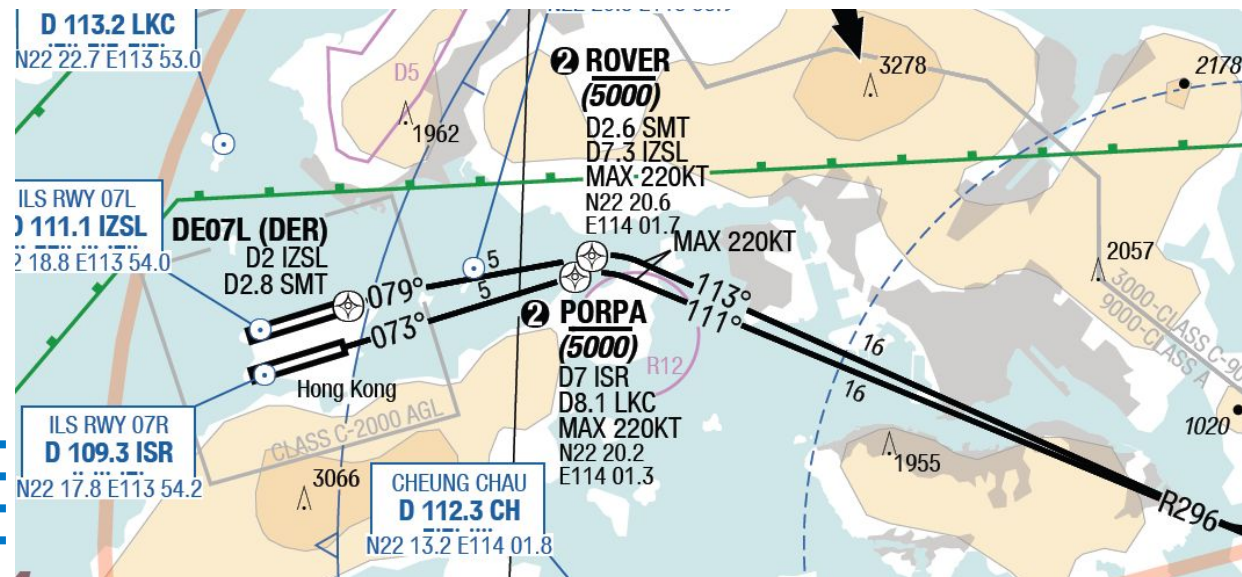 D 113.2 LKC
N22 22.7 E113 53.0
D5
1962
❷ ROVER
(5000)
D2.6 SMT
D7.3 IZSL
MAX 220KT
N22 20.6
E114 01.7
3278
2178
ILS RWY 07L
D 111.1 IZSL
2 18.8 E113 54.0
DE07L (DER)
D2 IZSL
D2.8 SMT
MAX 220KT
2057
079°
5
073°
5
113°
111°
16
16
3000-CLASS C-90
9000-CLASS A
❷ PORPA
(5000)
D7 ISR
D8.1 LKC
MAX 220KT
N22 20.2
E114 01.3
R12
Hong Kong
CLASS C-2000 AGL
ILS RWY 07R
D 109.3 ISR
N22 17.8 E113 54.2
3066
1955
1020
CHEUNG CHAU
D 112.3 CH
N22 13.2 E114 01.8
R296